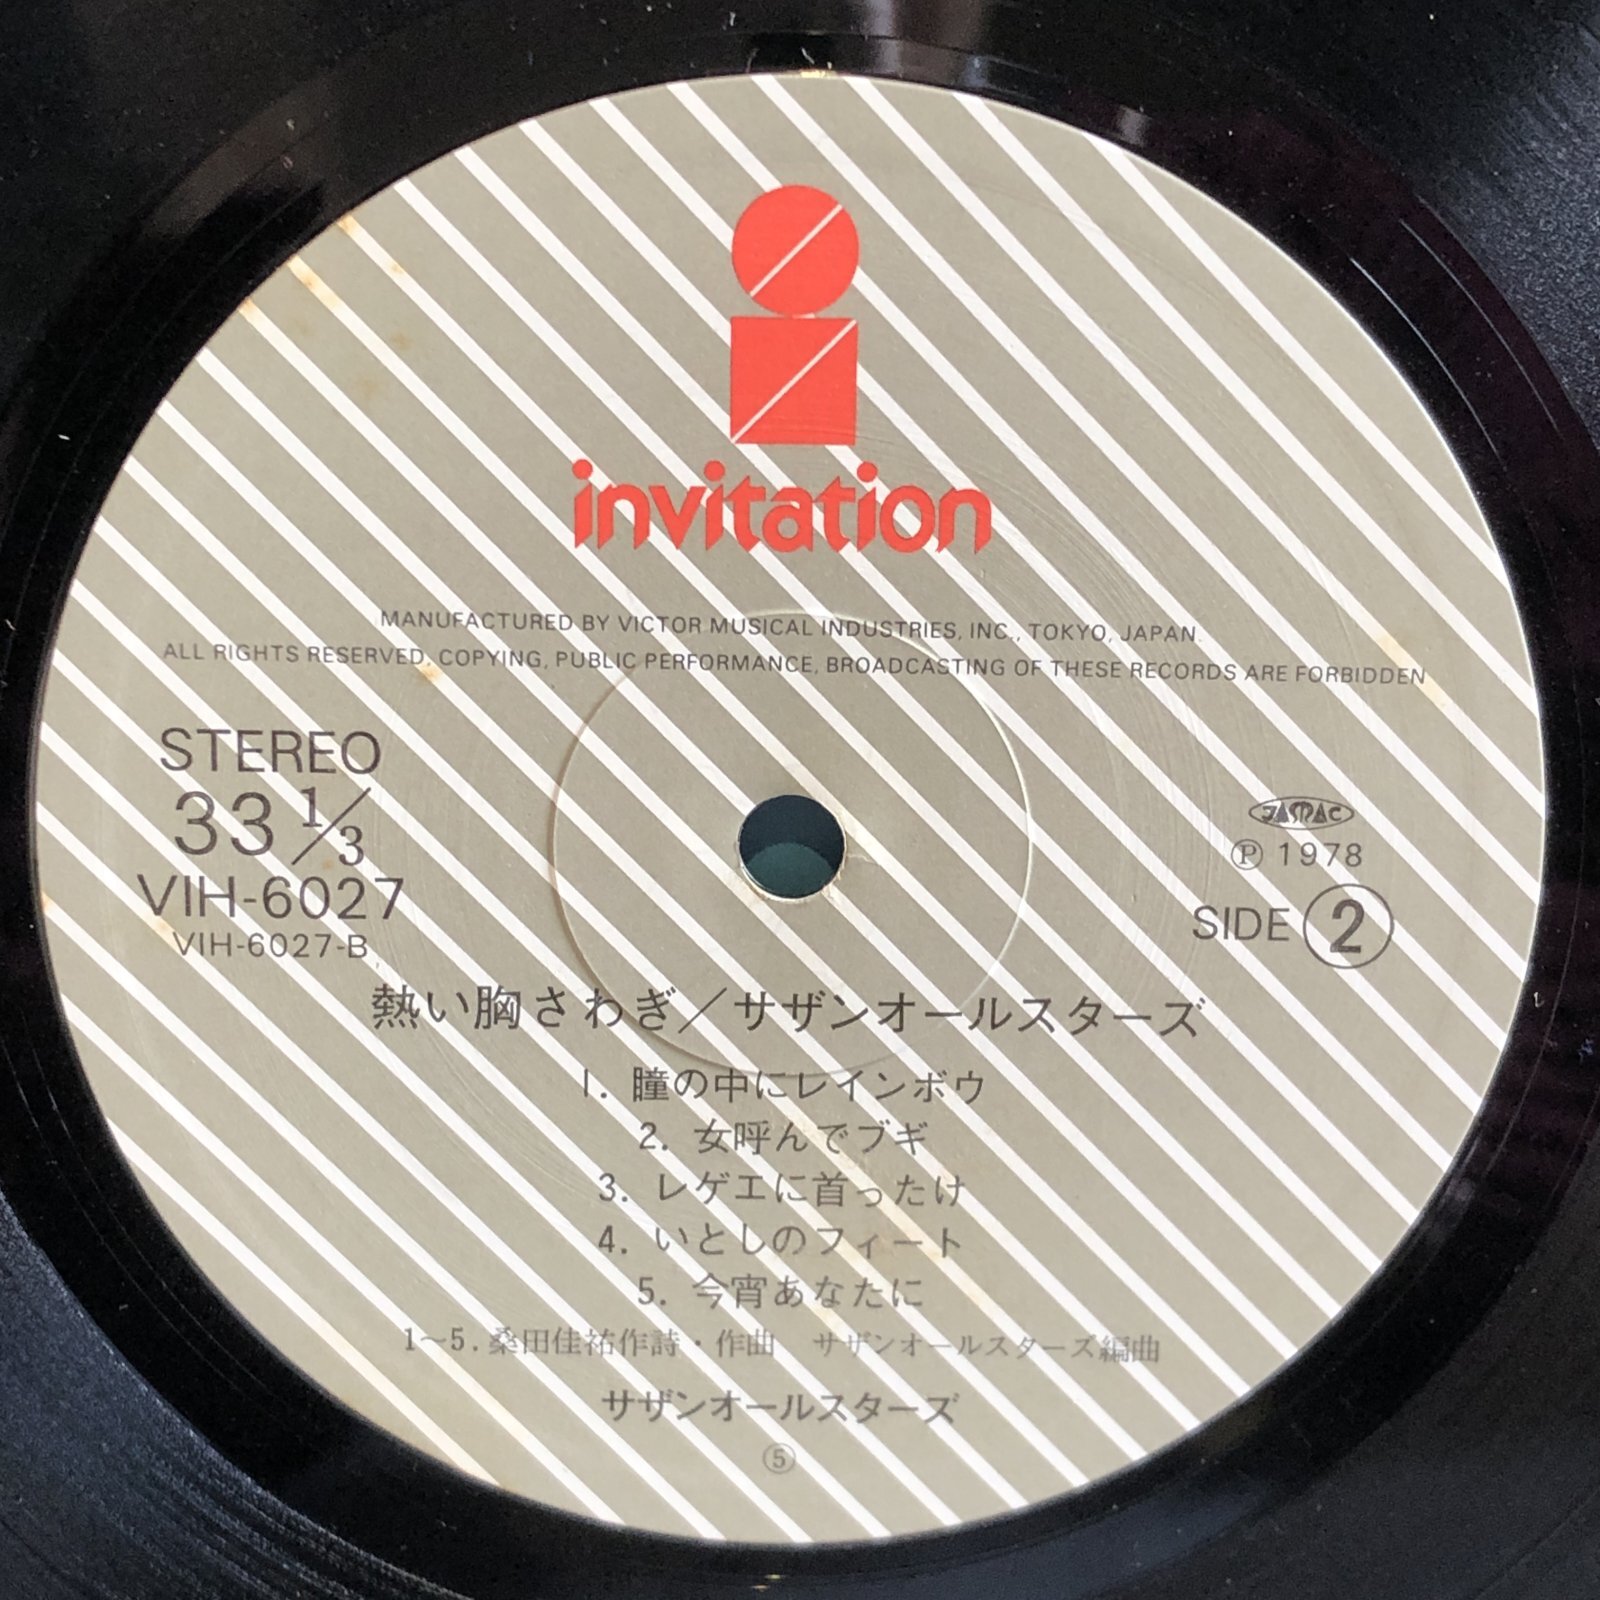 invitation
MANUFACTURED BY VICTOR MUSICAL INDUSTRIES, INC., TOKYO, JAPAN.
ALL RIGHTS RESERVED, COPYING, PUBLIC PERFORMANCE, BROADCASTING OF THESE RECORDS ARE FORBIDDEN
STEREO
33 1/3
VIH-6027
VIH-6027-B
JASRAC
Ⓟ 1978
SIDE ②
熱い胸さわぎ／サザンオールスターズ
1. 瞳の中にレインボウ
2. 女呼んでブギ
3. レゲエに首ったけ
4. いとしのフィート
5. 今宵あなたに
1〜5. 桑田佳祐作詩・作曲 サザンオールスターズ編曲
サザンオールスターズ
⑤